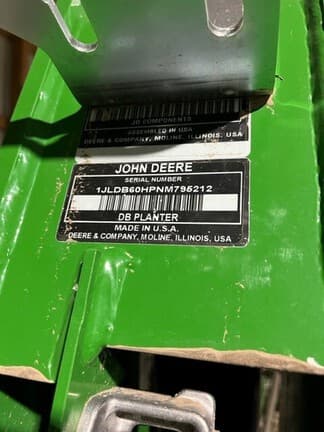 JD COMPONENTS
ASSEMBLED IN USA
DEERE & COMPANY, MOLINE, ILLINOIS, USA
JOHN DEERE
SERIAL NUMBER
1JLDB60HPNM795212
DB PLANTER
MADE IN U.S.A.
DEERE & COMPANY, MOLINE, ILLINOIS, USA